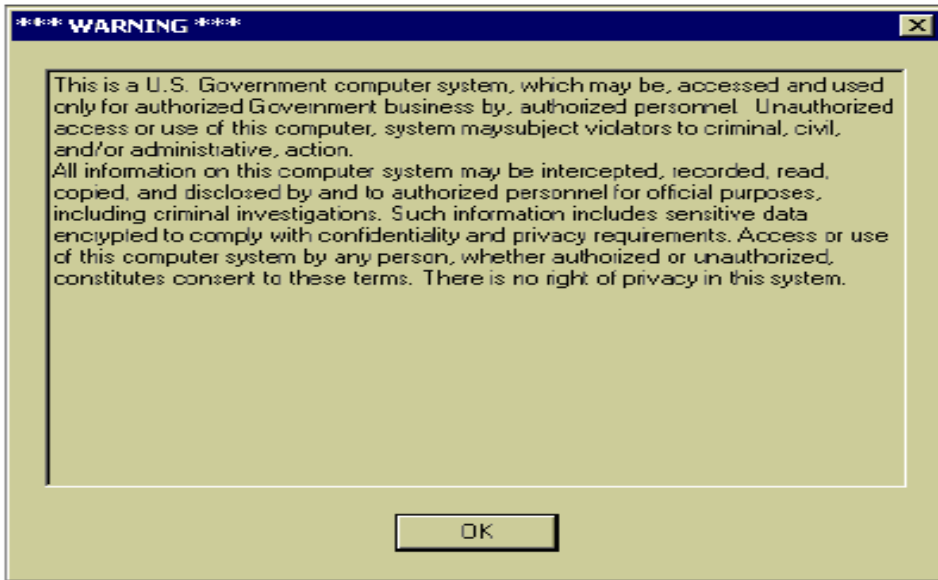 *** WARNING ***
This is a U.S. Government computer system, which may be, accessed and used
only for authorized Government business by, authorized personnel. Unauthorized
access or use of this computer, system maysubject violators to criminal, civil,
and/or administrative, action.
All information on this computer system may be intercepted, recorded, read,
copied, and disclosed by and to authorized personnel for official purposes,
including criminal investigations. Such information includes sensitive data
encrypted to comply with confidentiality and privacy requirements. Access or use
of this computer system by any person, whether authorized or unauthorized,
constitutes consent to these terms. There is no right of privacy in this system.
OK